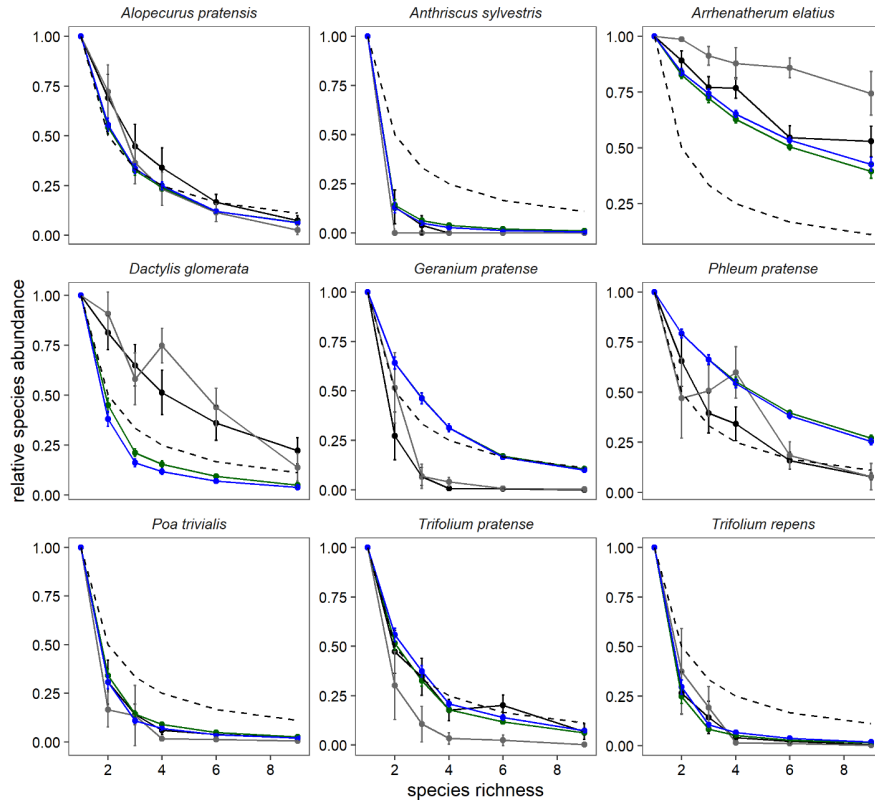 Alopecurus pratensis Anthriscus sylvestris Arrhenatherum elatius
1.00 1.00 1.00
0.75 0.75 0.75
0.50 0.50 0.50
0.25 0.25 0.25
0.00 0.00
Dactylis glomerata Geranium pratense Phleum pratense
1.00 1.00 1.00
0.75 0.75 0.75
0.50 0.50 0.50
0.25 0.25 0.25
0.00 0.00 0.00
relative species abundance
Poa trivialis Trifolium pratense Trifolium repens
1.00 1.00 1.00
0.75 0.75 0.75
0.50 0.50 0.50
0.25 0.25 0.25
0.00 0.00 0.00
2 4 6 8 2 4 6 8 2 4 6 8
species richness